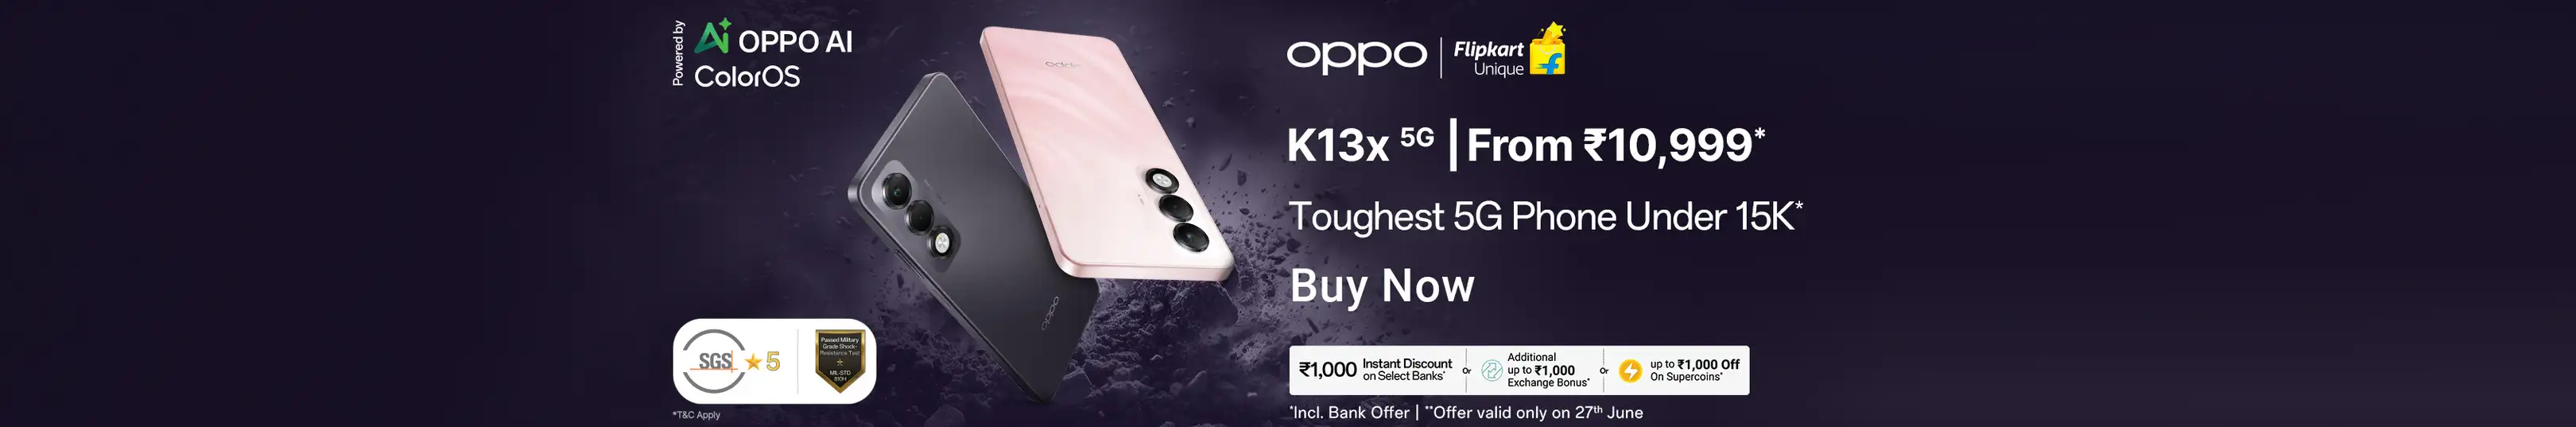 Powered by
Ai OPPO AI
ColorOS
oppo
oppo
SGS ★ 5
Passed Military
Grade Shock-
Resistance Test
MIL-STD
810H
*T&C Apply
oppo | Flipkart
Unique
K13x 5G | From ₹10,999*
Toughest 5G Phone Under 15K*
Buy Now
₹1,000 Instant Discount
on Select Banks*
Or
Additional
up to ₹1,000
Exchange Bonus*
Or
up to ₹1,000 Off
On Supercoins*
*Incl. Bank Offer | **Offer valid only on 27th June